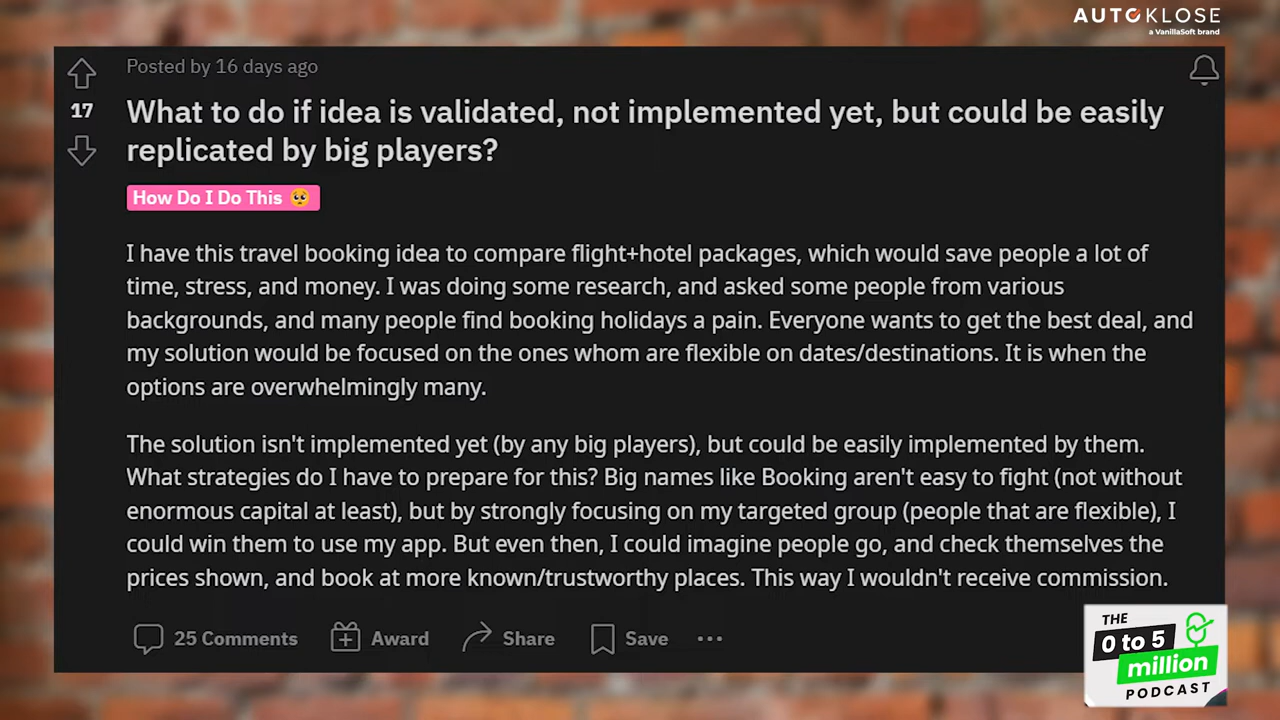 AUTOKLOSE
a VanillaSoft brand
Posted by 16 days ago
17
What to do if idea is validated, not implemented yet, but could be easily
replicated by big players?
How Do I Do This 🥺
I have this travel booking idea to compare flight+hotel packages, which would save people a lot of
time, stress, and money. I was doing some research, and asked some people from various
backgrounds, and many people find booking holidays a pain. Everyone wants to get the best deal, and
my solution would be focused on the ones whom are flexible on dates/destinations. It is when the
options are overwhelmingly many.
The solution isn't implemented yet (by any big players), but could be easily implemented by them.
What strategies do I have to prepare for this? Big names like Booking aren't easy to fight (not without
enormous capital at least), but by strongly focusing on my targeted group (people that are flexible), I
could win them to use my app. But even then, I could imagine people go, and check themselves the
prices shown, and book at more known/trustworthy places. This way I wouldn't receive commission.
25 Comments Award Share Save ...
THE
0 to 5
million
PODCAST